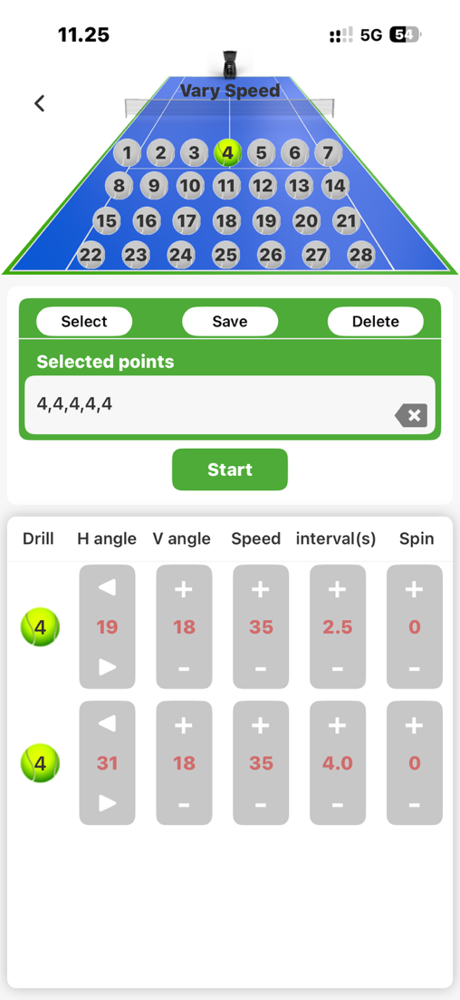 11.25 5G 54
Vary Speed
1 2 3 4 5 6 7
8 9 10 11 12 13 14
15 16 17 18 19 20 21
22 23 24 25 26 27 28
Select Save Delete
Selected points
4,4,4,4,4
Start
Drill H angle V angle Speed interval(s) Spin
+ + + +
4 19 18 35 2.5 0
- - - -
+ + + +
4 31 18 35 4.0 0
- - - -